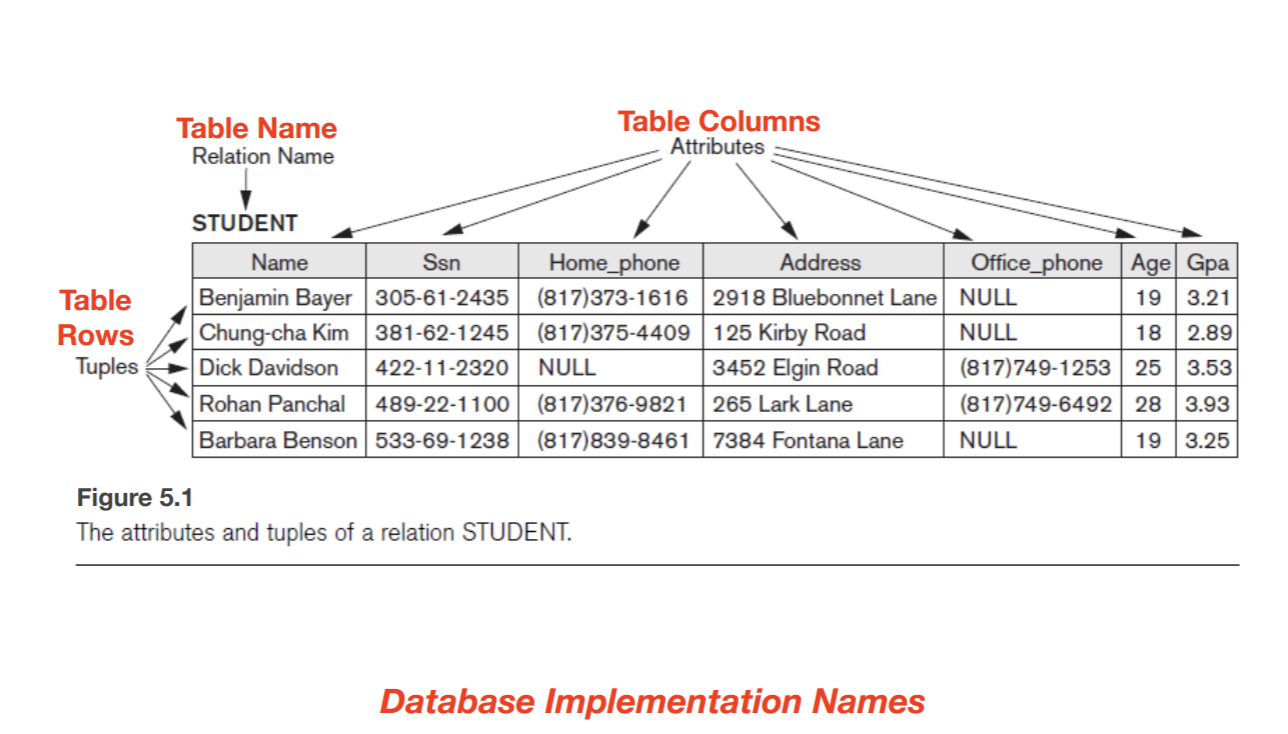 Table Name
Relation Name
Table Columns
Attributes
STUDENT
Name Ssn Home_phone Address Office_phone Age Gpa
Benjamin Bayer 305-61-2435 (817)373-1616 2918 Bluebonnet Lane NULL 19 3.21
Chung-cha Kim 381-62-1245 (817)375-4409 125 Kirby Road NULL 18 2.89
Dick Davidson 422-11-2320 NULL 3452 Elgin Road (817)749-1253 25 3.53
Rohan Panchal 489-22-1100 (817)376-9821 265 Lark Lane (817)749-6492 28 3.93
Barbara Benson 533-69-1238 (817)839-8461 7384 Fontana Lane NULL 19 3.25
Table
Rows
Tuples
Figure 5.1
The attributes and tuples of a relation STUDENT.
Database Implementation Names